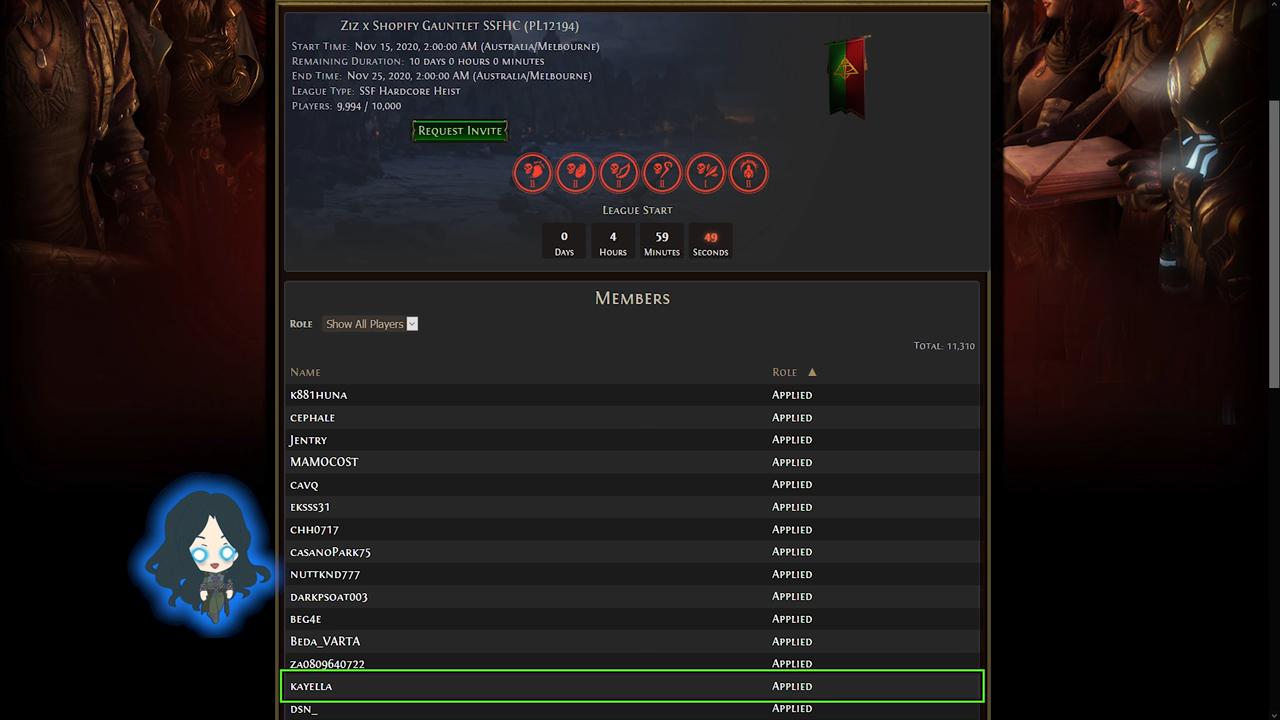 Ziz x Shopify Gauntlet SSFHC (PL12194)
Start Time: Nov 15, 2020, 2:00:00 AM (Australia/Melbourne)
Remaining Duration: 10 days 0 hours 0 minutes
End Time: Nov 25, 2020, 2:00:00 AM (Australia/Melbourne)
League Type: SSF Hardcore Heist
Players: 9,994 / 10,000
Request Invite
II II II II I II
League Start
0 4 59 49
Days Hours Minutes Seconds
Members
Role Show All Players
Total: 11,310
Name Role ▲
k881huna Applied
cephale Applied
Jentry Applied
MAMOCOST Applied
cavq Applied
eksss31 Applied
chh0717 Applied
casanoPark75 Applied
nuttknd777 Applied
darkpsoat003 Applied
beg4e Applied
Beda_VARTA Applied
za0809640722 Applied
kayella Applied
dsn_ Applied